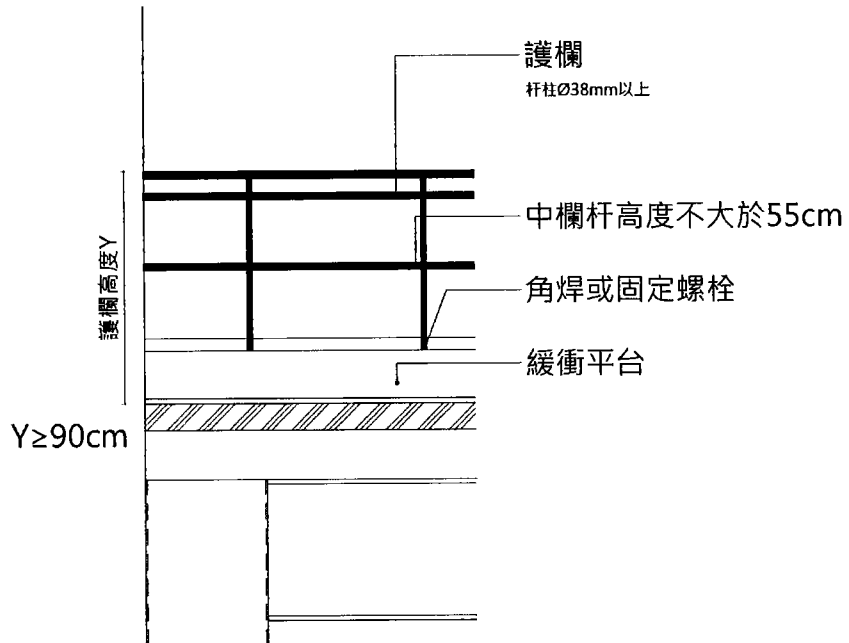 護欄
杆柱Ø38mm以上
中欄杆高度不大於55cm
護欄高度Y
角焊或固定螺栓
緩衝平台
Y≥90cm